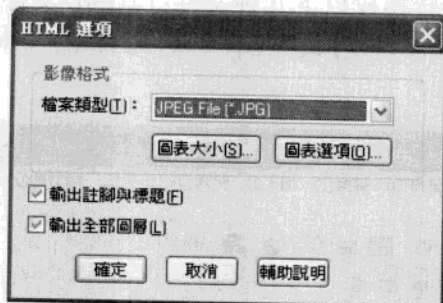 HTML 選項
影像格式
檔案類型(T)： JPEG File (*.JPG)
圖表大小(S)... 圖表選項(O)...
輸出註腳與標題(F)
輸出全部圖層(L)
確定 取消 輔助説明